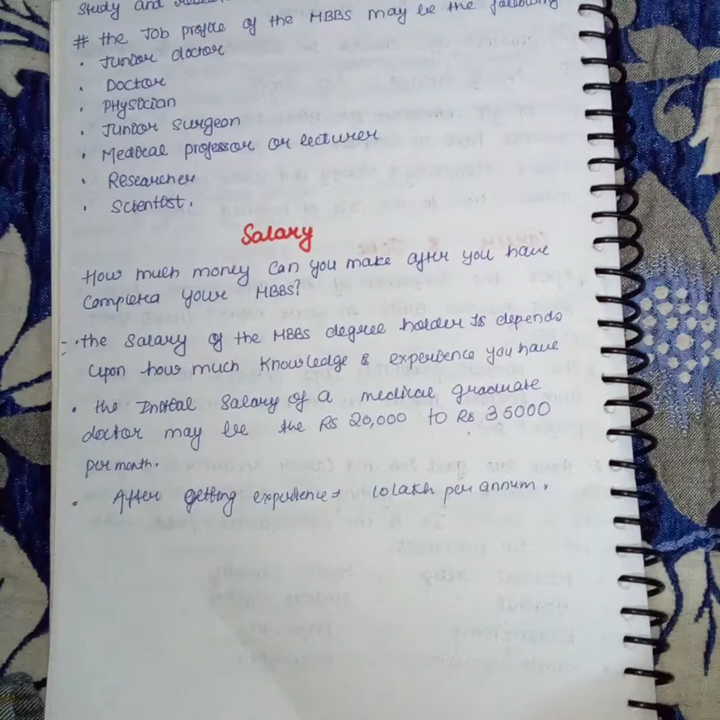 study and
# the Job profile of the MBBS may be the following
• Junior doctor
• Doctor
• Physician
• Junior Surgeon
• Medical professor or lecturer
• Researcher
• Scientist.
Salary
How much money can you make after you have
completed your MBBS?
• the salary of the MBBS degree holder is depends
upon how much knowledge & experience you have
• the Initial Salary of a medical graduate
doctor may be the Rs 20,000 to Rs 35000
per month.
• After getting experience → 10 lakh per annum.